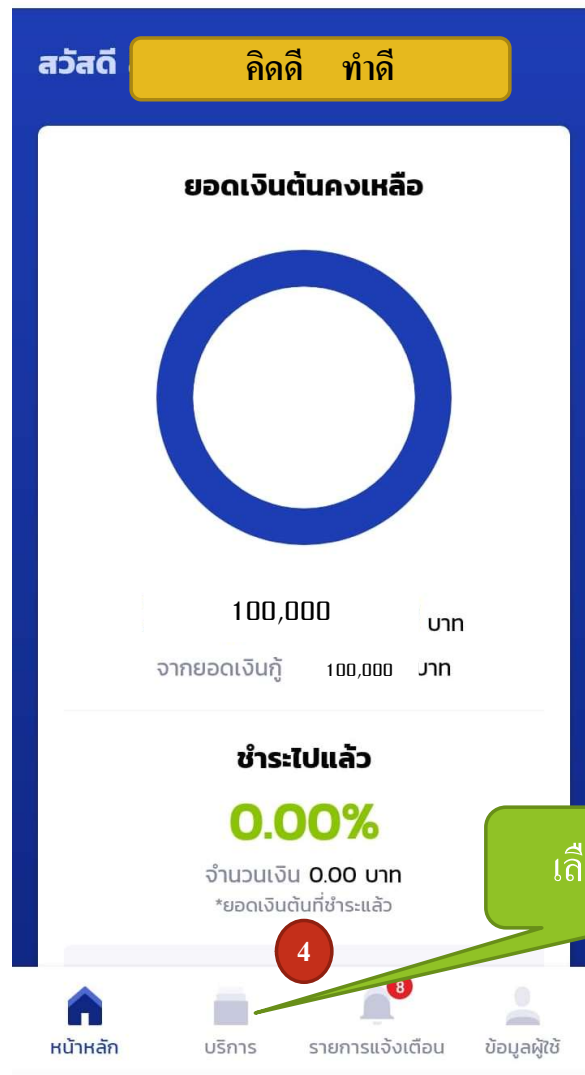 สวัสดี
คิดดี ทำดี
ยอดเงินต้นคงเหลือ
100,000 บาท
จากยอดเงินกู้ 100,000 บาท
ชำระไปแล้ว
0.00%
จำนวนเงิน 0.00 บาท
*ยอดเงินต้นที่ชำระแล้ว
4
8
หน้าหลัก บริการ รายการแจ้งเตือน ข้อมูลผู้ใช้